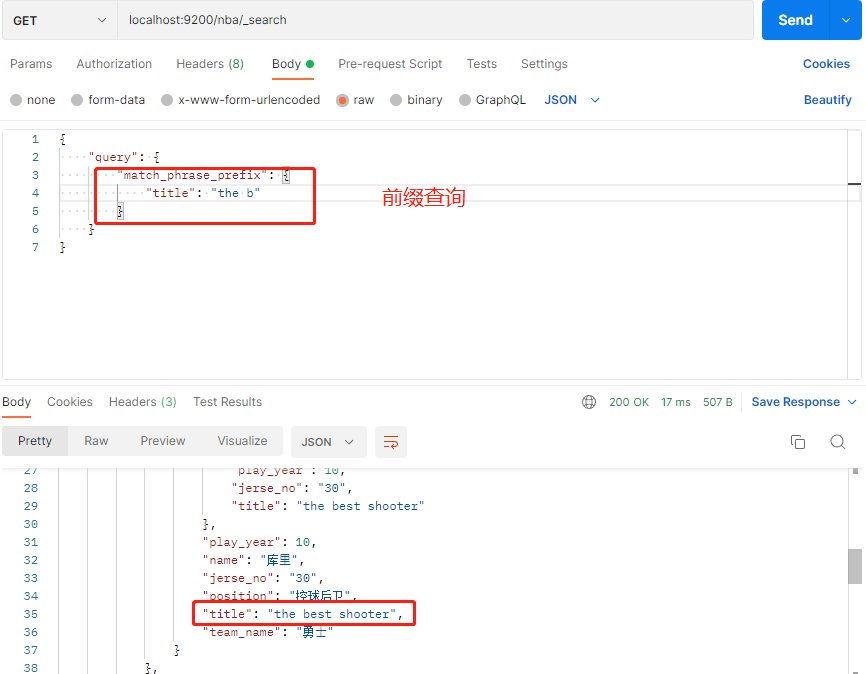 GET localhost:9200/nba/_search Send
Params Authorization Headers (8) Body Pre-request Script Tests Settings Cookies
none form-data x-www-form-urlencoded raw binary GraphQL JSON Beautify
1 {
2 "query": {
3 "match_phrase_prefix": {
4 "title": "the b"
前缀查询
5 }
6 }
7 }
Body Cookies Headers (3) Test Results 200 OK 17 ms 507 B Save Response
Pretty Raw Preview Visualize JSON
27 "play_year": 10,
28 "jerse_no": "30",
29 "title": "the best shooter"
30 },
31 "play_year": 10,
32 "name": "库里",
33 "jerse_no": "30",
34 "position": "控球后卫",
35 "title": "the best shooter",
36 "team_name": "勇士"
37 }
38 },